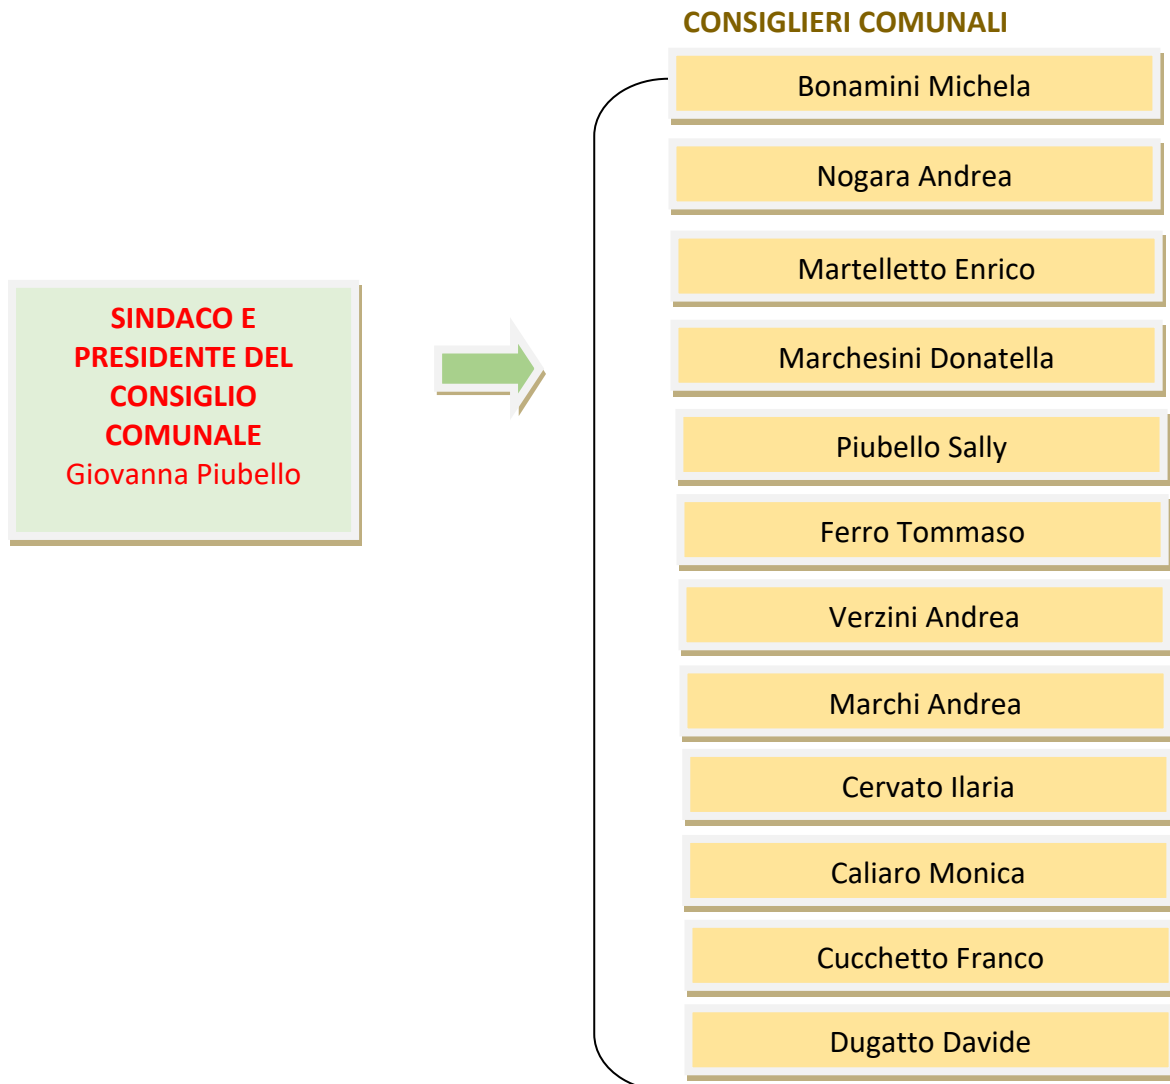 CONSIGLIERI COMUNALI
Bonamini Michela
Nogara Andrea
Martelletto Enrico
SINDACO E
PRESIDENTE DEL
CONSIGLIO
COMUNALE
Giovanna Piubello
Marchesini Donatella
Piubello Sally
Ferro Tommaso
Verzini Andrea
Marchi Andrea
Cervato Ilaria
Caliaro Monica
Cucchetto Franco
Dugatto Davide